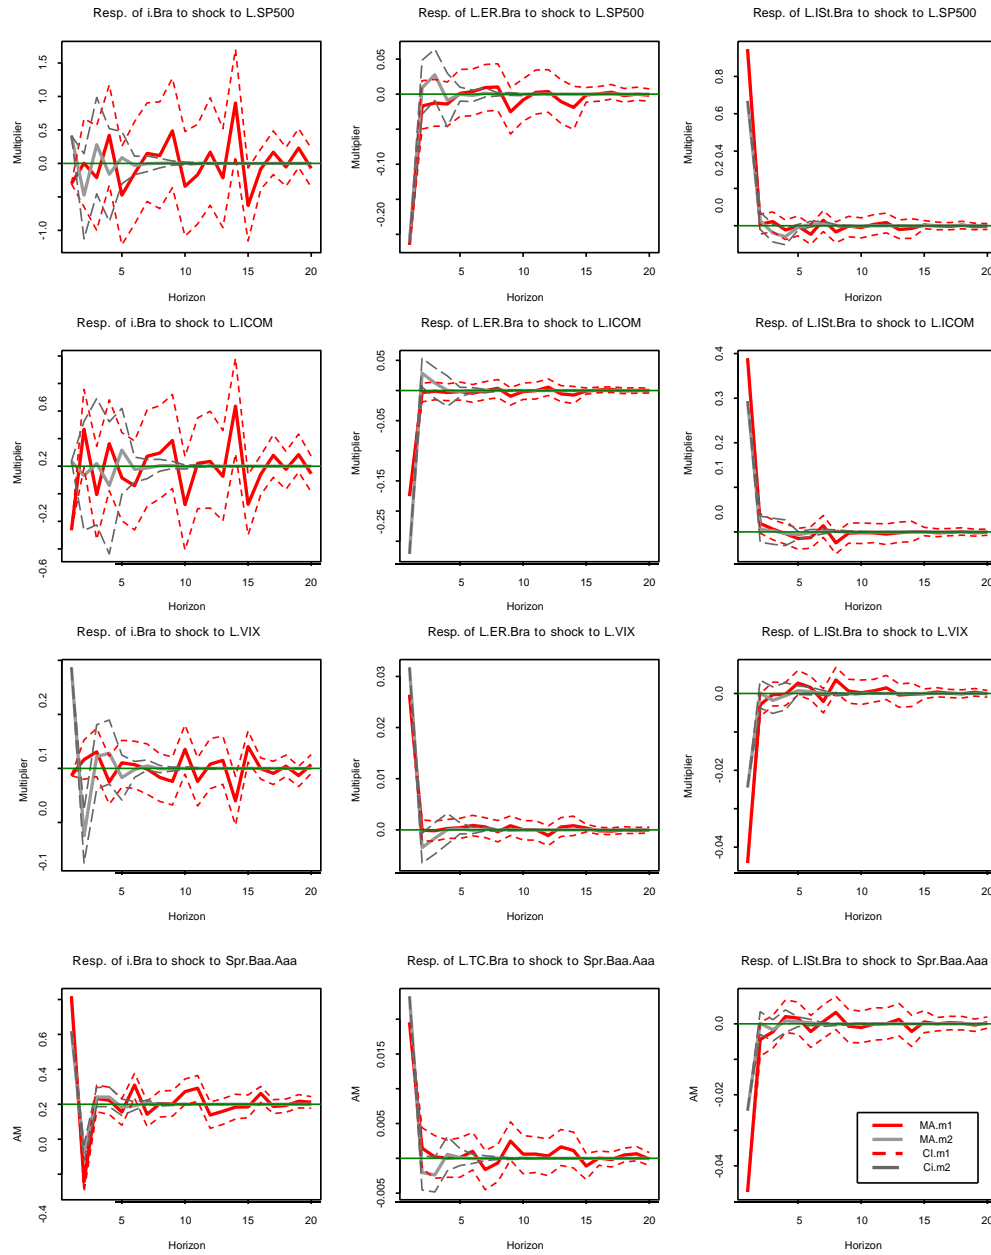 Resp. of i.Bra to shock to L.SP500
Multiplier
1.5
0.5
0.0
-1.0
5
10
15
20
Horizon
Resp. of L.ER.Bra to shock to L.SP500
Multiplier
0.05
0.0
-0.10
-0.20
5
10
15
20
Horizon
Resp. of L.ISt.Bra to shock to L.SP500
Multiplier
0.8
0.6
0.2 0.4
0.0
5
10
15
20
Horizon
Resp. of i.Bra to shock to L.ICOM
Multiplier
0.6
0.2
-0.2
-0.6
5
10
15
20
Horizon
Resp. of L.ER.Bra to shock to L.ICOM
Multiplier
0.05
-0.05
-0.15
-0.25
5
10
15
20
Horizon
Resp. of L.ISt.Bra to shock to L.ICOM
Multiplier
0.4
0.3
0.2
0.1
0.0
5
10
15
20
Horizon
Resp. of i.Bra to shock to L.VIX
Multiplier
0.2
0.1
0.0
-0.1
5
10
15
20
Horizon
Resp. of L.ER.Bra to shock to L.VIX
Multiplier
0.03
0.02
0.01
0.0
5
10
15
20
Horizon
Resp. of L.ISt.Bra to shock to L.VIX
Multiplier
0.0
-0.02
-0.04
5
10
15
20
Horizon
Resp. of i.Bra to shock to Spr.Baa.Aaa
AM
0.8
0.4
0.2
0.0
-0.4
5
10
15
20
Horizon
Resp. of L.TC.Bra to shock to Spr.Baa.Aaa
AM
0.015
0.005
-0.005
5
10
15
20
Horizon
Resp. of L.ISt.Bra to shock to Spr.Baa.Aaa
AM
0.0
-0.02
-0.04
5
10
15
20
Horizon
MA.m1
MA.m2
CI.m1
Ci.m2